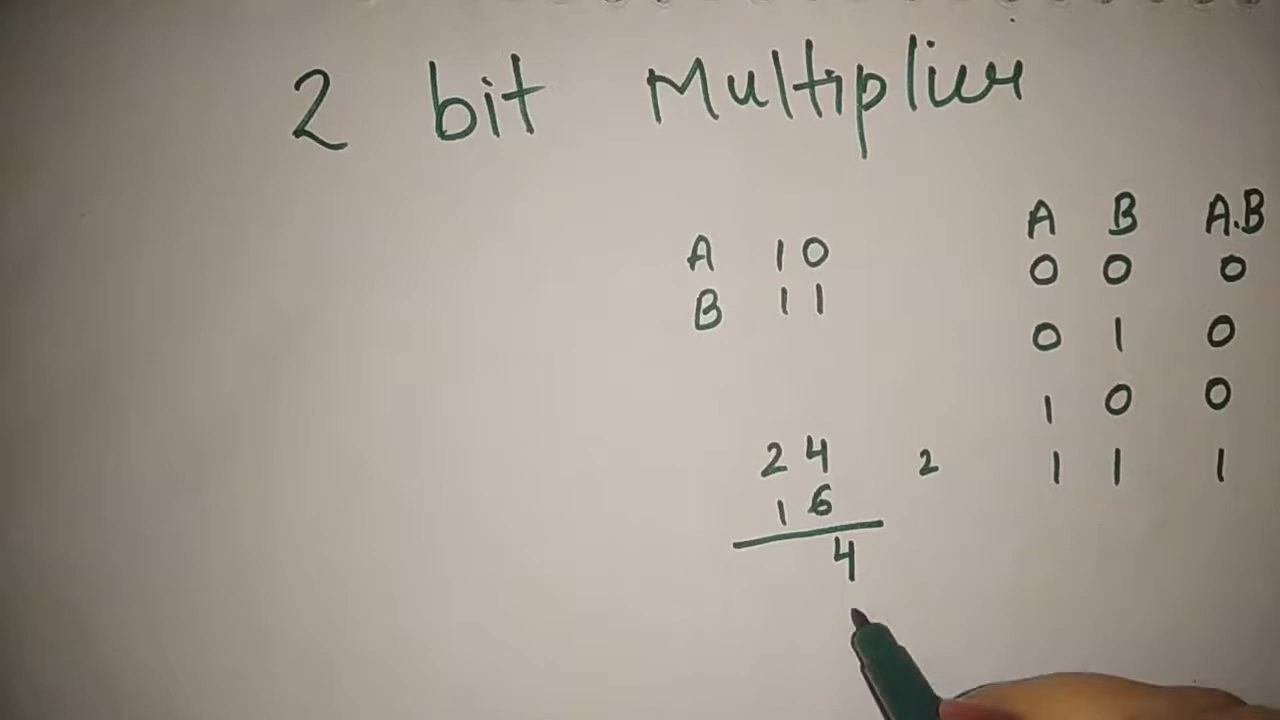 2 bit Multiplier
A 10
B 11
A B A.B
0 0 0
0 1 0
1 0 0
1 1 1
24 2
16
4